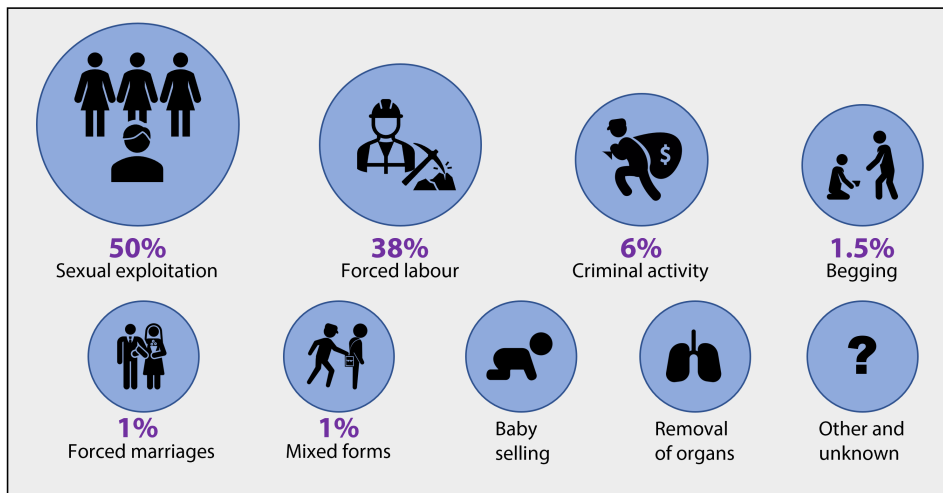 $
50%
Sexual exploitation
38%
Forced labour
6%
Criminal activity
1.5%
Begging
?
1%
Forced marriages
1%
Mixed forms
Baby
selling
Removal
of organs
Other and
unknown